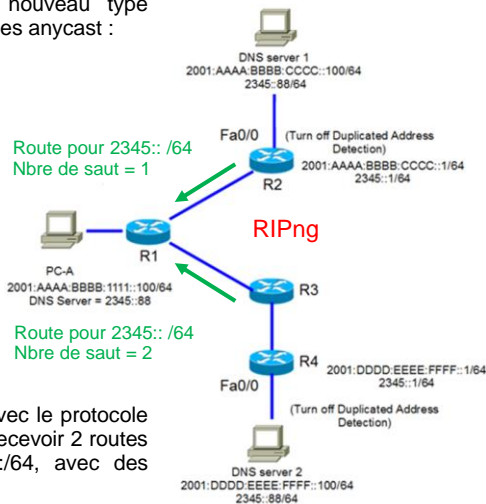 nouveau type
es anycast :
DNS server 1
2001:AAAA:BBBB:CCCC::100/64
2345::88/64
Fa0/0
(Turn off Duplicated Address
Detection)
2001:AAAA:BBBB:CCCC::1/64
2345::1/64
R2
Route pour 2345:: /64
Nbre de saut = 1
RIPng
R1
PC-A
2001:AAAA:BBBB:1111::100/64
DNS Server = 2345::88
R3
Route pour 2345:: /64
Nbre de saut = 2
R4
2001:DDDD:EEEE:FFFF::1/64
2345::1/64
Fa0/0
(Turn off Duplicated Address
Detection)
vec le protocole
ecevoir 2 routes
:/64, avec des
DNS server 2
2001:DDDD:EEEE:FFFF::100/64
2345::88/64